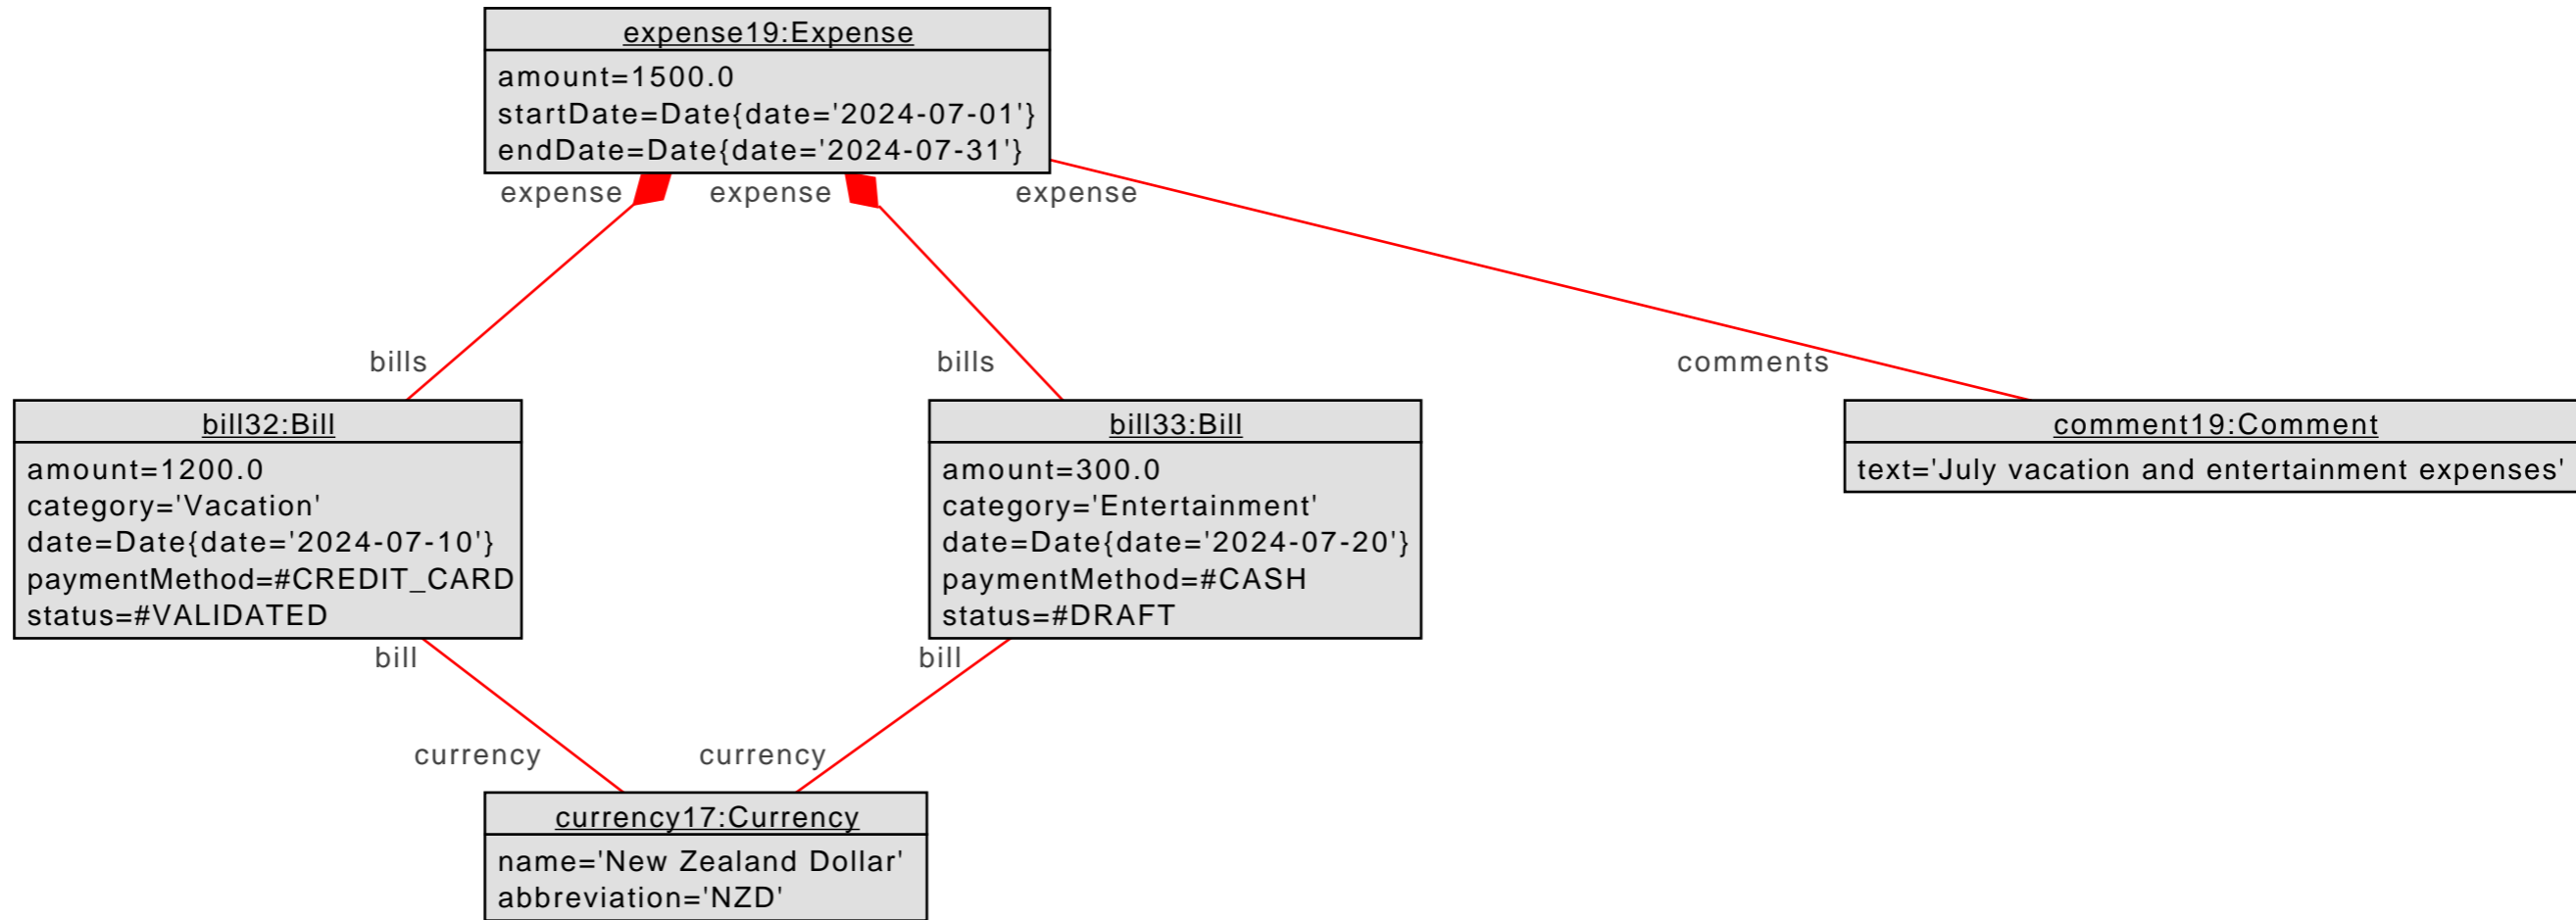 expense19:Expense
amount=1500.0
startDate=Date{date='2024-07-01'}
endDate=Date{date='2024-07-31'}
expense
expense
expense
bills
bills
comments
bill32:Bill
amount=1200.0
category='Vacation'
date=Date{date='2024-07-10'}
paymentMethod=#CREDIT_CARD
status=#VALIDATED
bill33:Bill
amount=300.0
category='Entertainment'
date=Date{date='2024-07-20'}
paymentMethod=#CASH
status=#DRAFT
comment19:Comment
text='July vacation and entertainment expenses'
bill
bill
currency
currency
currency17:Currency
name='New Zealand Dollar'
abbreviation='NZD'